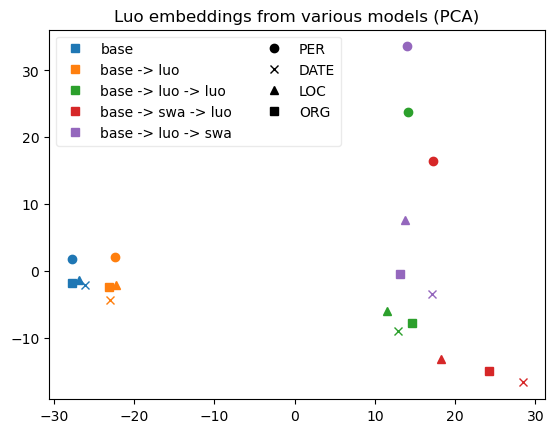 Luo embeddings from various models (PCA)
base
base -> luo
base -> luo -> luo
base -> swa -> luo
base -> luo -> swa
PER
DATE
LOC
ORG
30
20
10
0
−10
−30
−20
−10
0
10
20
30